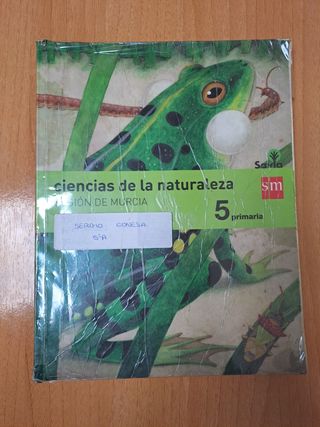 Savia
ciencias de la naturaleza
REGIÓN DE MURCIA
sm
5 primaria
SERGIO CONESA
5ºA